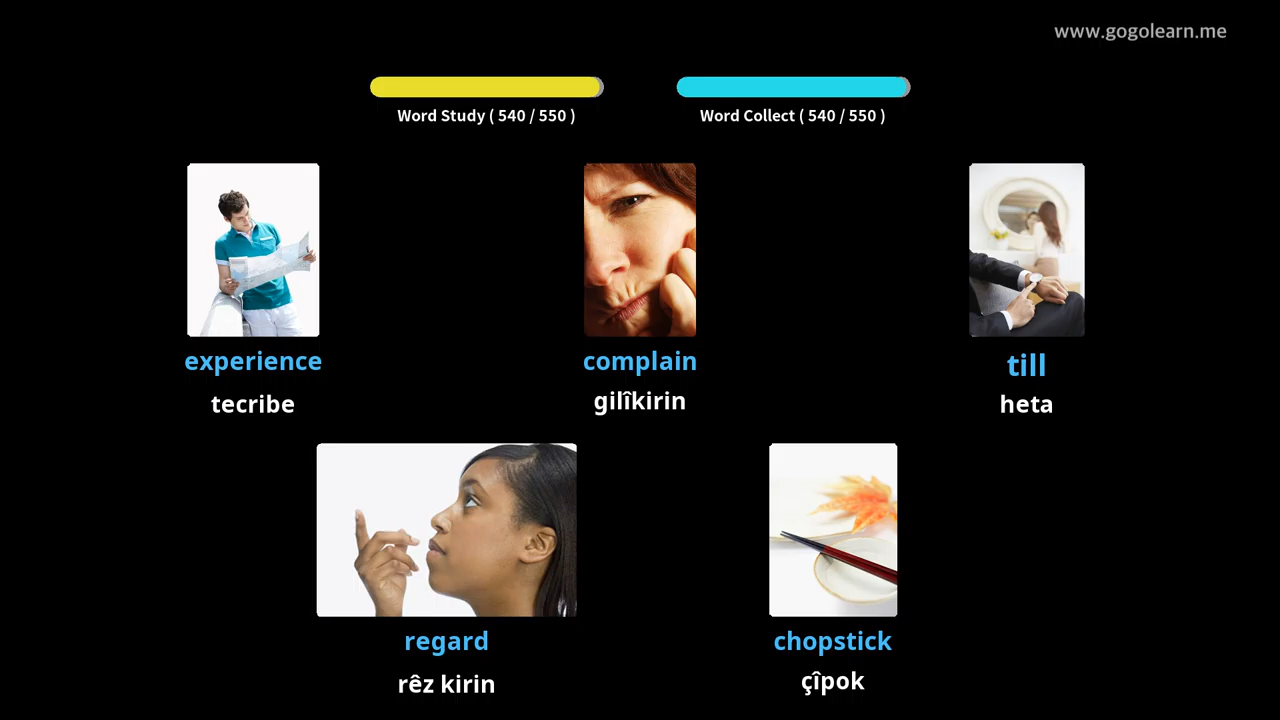 www.gogolearn.me
Word Study ( 540 / 550 )
Word Collect ( 540 / 550 )
experience
complain
till
tecribe
gilîkirin
heta
regard
chopstick
rêz kirin
çîpok